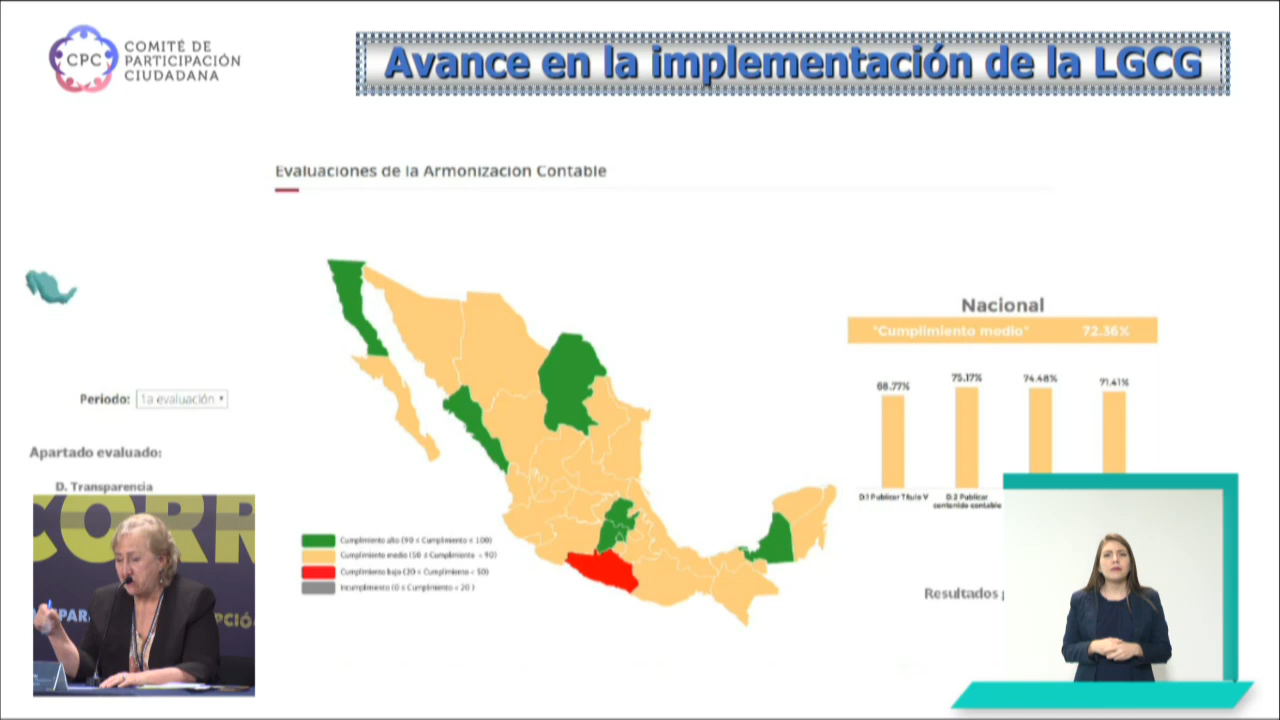 COMITÉ DE
CPC
PARTICIPACIÓN
CIUDADANA
Avance en la implementación de la LGCG
Evaluaciones de la Armonización Contable
Nacional
"Cumplimiento medio" 72.36%
68.77% 75.17% 74.48% 71.41%
Periodo: 1a evaluación
Apartado evaluado:
D. Transparencia
D.1 Publicar Título V
D.2 Publicar
contenido contable
Cumplimiento alto (90 ≤ Cumplimiento ≤ 100)
Cumplimiento medio (50 ≤ Cumplimiento < 90)
Cumplimiento bajo (20 ≤ Cumplimiento < 50)
Incumplimiento (0 ≤ Cumplimiento < 20 )
Resultados
CORR
PARA
PCIÓ